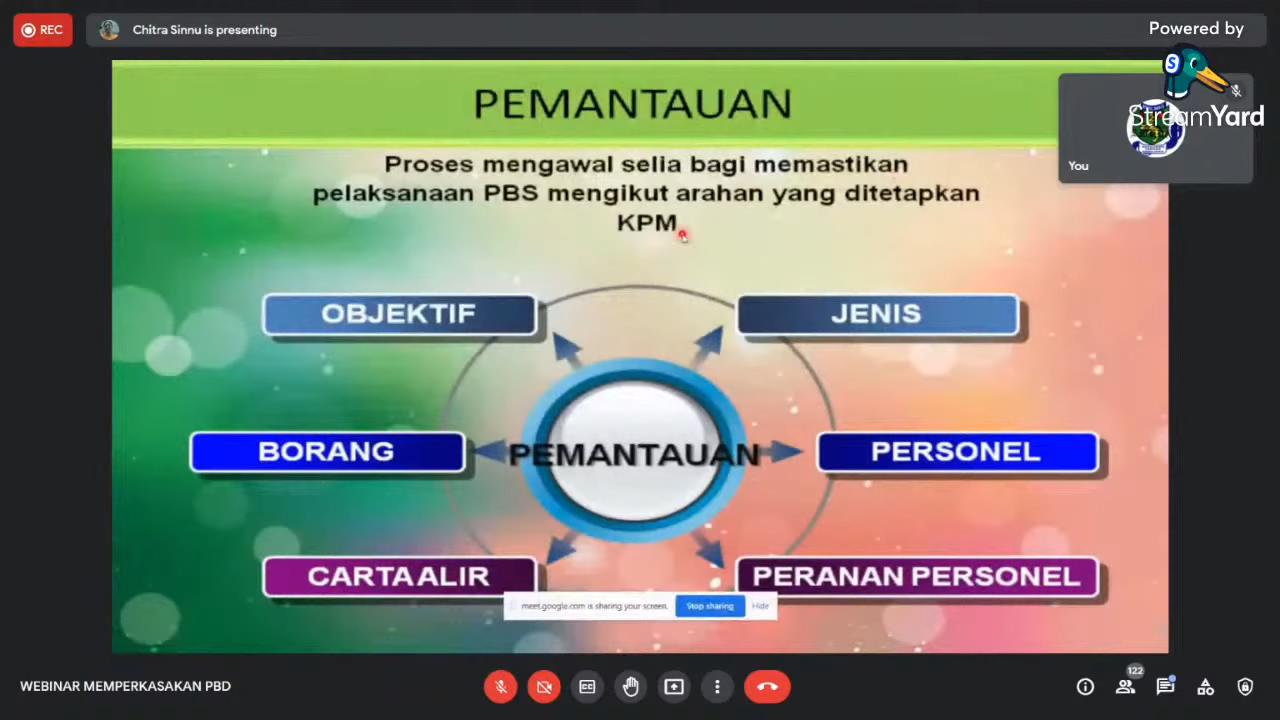 REC
Chitra Sinnu is presenting
Powered by
StreamYard
You
PEMANTAUAN
Proses mengawal selia bagi memastikan
pelaksanaan PBS mengikut arahan yang ditetapkan
KPM
OBJEKTIF
JENIS
BORANG
PEMANTAUAN
PERSONEL
CARTA ALIR
PERANAN PERSONEL
meet.google.com is sharing your screen.
Stop sharing
Hide
WEBINAR MEMPERKASAKAN PBD
122